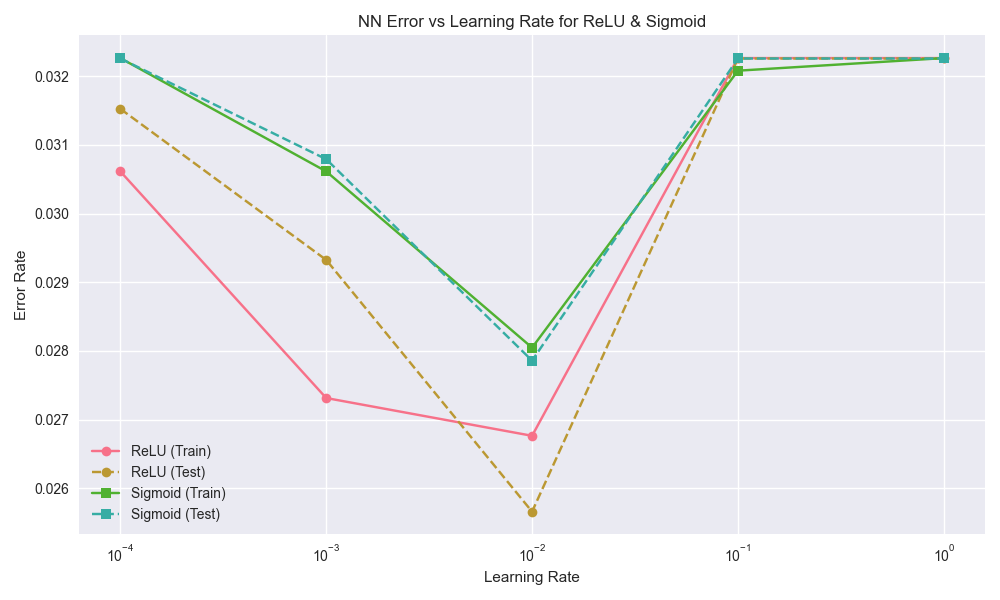 NN Error vs Learning Rate for ReLU & Sigmoid
Error Rate
0.032
0.031
0.030
0.029
0.028
0.027
0.026
ReLU (Train)
ReLU (Test)
Sigmoid (Train)
Sigmoid (Test)
10⁻⁴ 10⁻³ 10⁻² 10⁻¹ 10⁰
Learning Rate